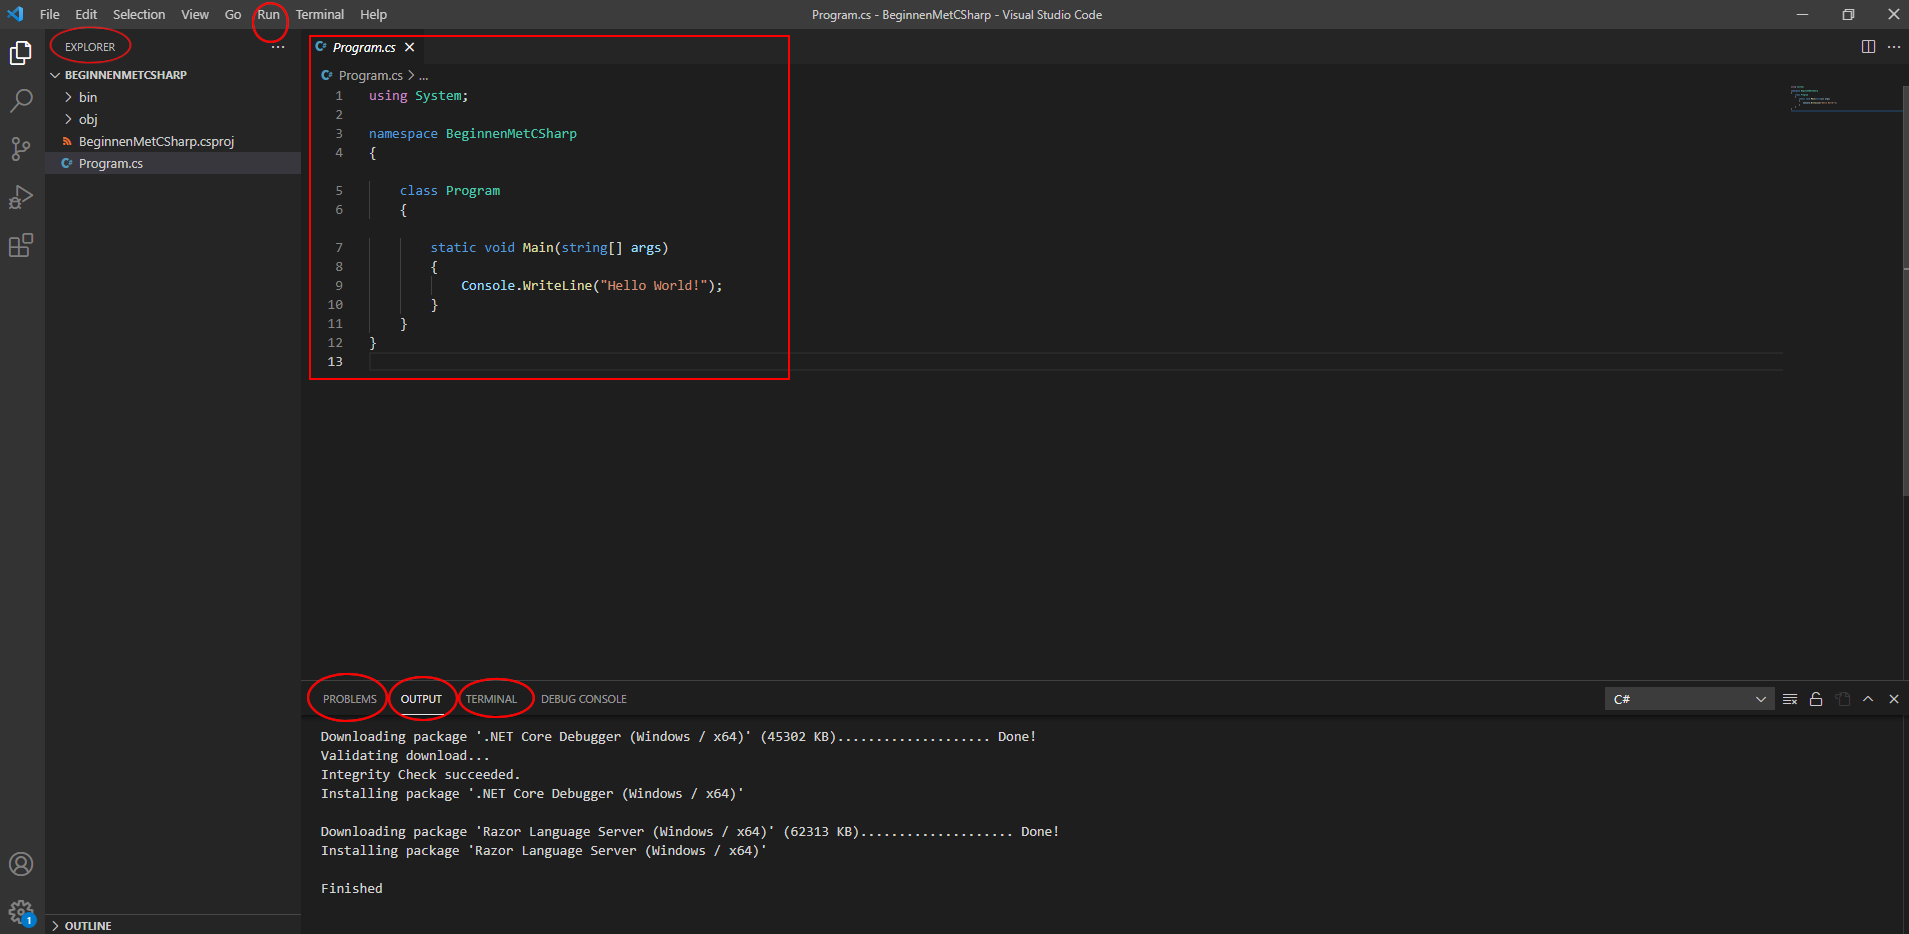 File Edit Selection View Go Run Terminal Help
Program.cs - BeginnenMetCSharp - Visual Studio Code
EXPLORER
BEGINNENMETCSHARP
bin
obj
BeginnenMetCSharp.csproj
C# Program.cs
C# Program.cs
C# Program.cs > ...
1 using System;
2
3 namespace BeginnenMetCSharp
4 {
5 class Program
6 {
7 static void Main(string[] args)
8 {
9 Console.WriteLine("Hello World!");
10 }
11 }
12 }
13
PROBLEMS OUTPUT TERMINAL DEBUG CONSOLE
C#
Downloading package '.NET Core Debugger (Windows / x64)' (45302 KB).................... Done!
Validating download...
Integrity Check succeeded.
Installing package '.NET Core Debugger (Windows / x64)'
Downloading package 'Razor Language Server (Windows / x64)' (62313 KB).................... Done!
Installing package 'Razor Language Server (Windows / x64)'
Finished
1
OUTLINE